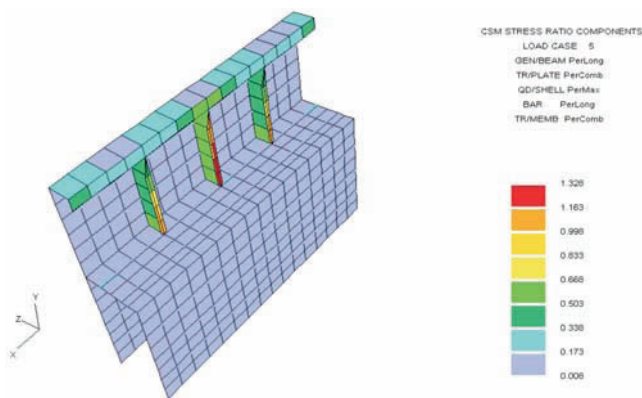 CSM STRESS RATIO COMPONENTS
LOAD CASE 5
GEN/BEAM PerLong
TR/PLATE PerComb
QD/SHELL PerMax
BAR PerLong
TR/MEMB PerComb
1.328
1.163
0.998
0.833
0.668
0.503
0.338
0.173
0.008
Y
Z
X